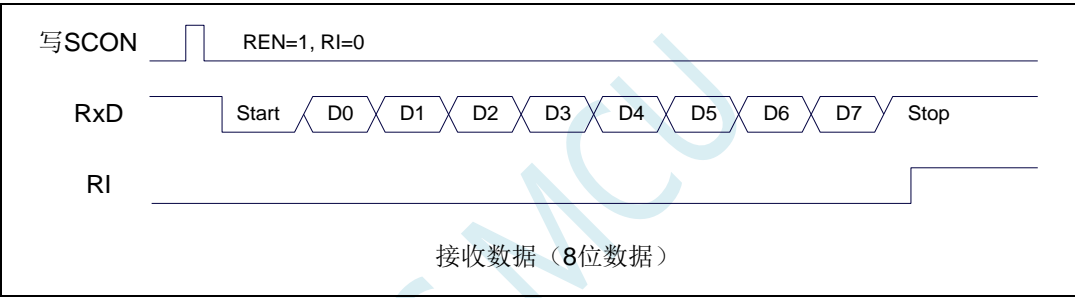 写SCON REN=1, RI=0
RxD Start D0 D1 D2 D3 D4 D5 D6 D7 Stop
RI
接收数据（8位数据）
MCU